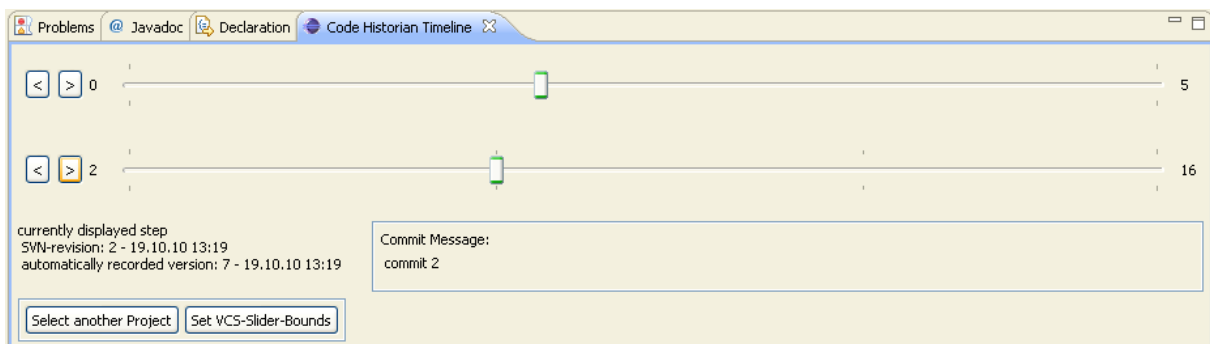 Problems @ Javadoc Declaration Code Historian Timeline
< > 0 5
< > 2 16
currently displayed step
SVN-revision: 2 - 19.10.10 13:19
automatically recorded version: 7 - 19.10.10 13:19
Commit Message:
commit 2
Select another Project Set VCS-Slider-Bounds